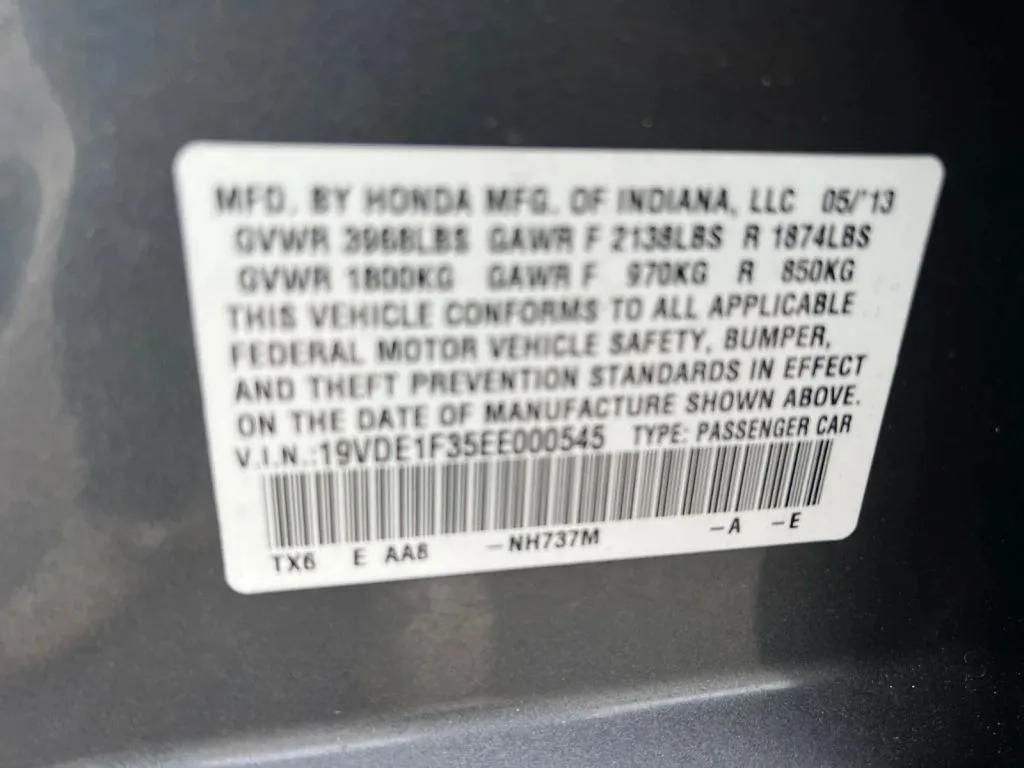 MFD. BY HONDA MFG. OF INDIANA, LLC 05/'13
GVWR 3968LBS GAWR F 2138LBS R 1874LBS
GVWR 1800KG GAWR F 970KG R 850KG
THIS VEHICLE CONFORMS TO ALL APPLICABLE
FEDERAL MOTOR VEHICLE SAFETY, BUMPER,
AND THEFT PREVENTION STANDARDS IN EFFECT
ON THE DATE OF MANUFACTURE SHOWN ABOVE.
V.I.N.:19VDE1F35EE000545 TYPE: PASSENGER CAR
TX6 E AA8 -NH737M -A -E